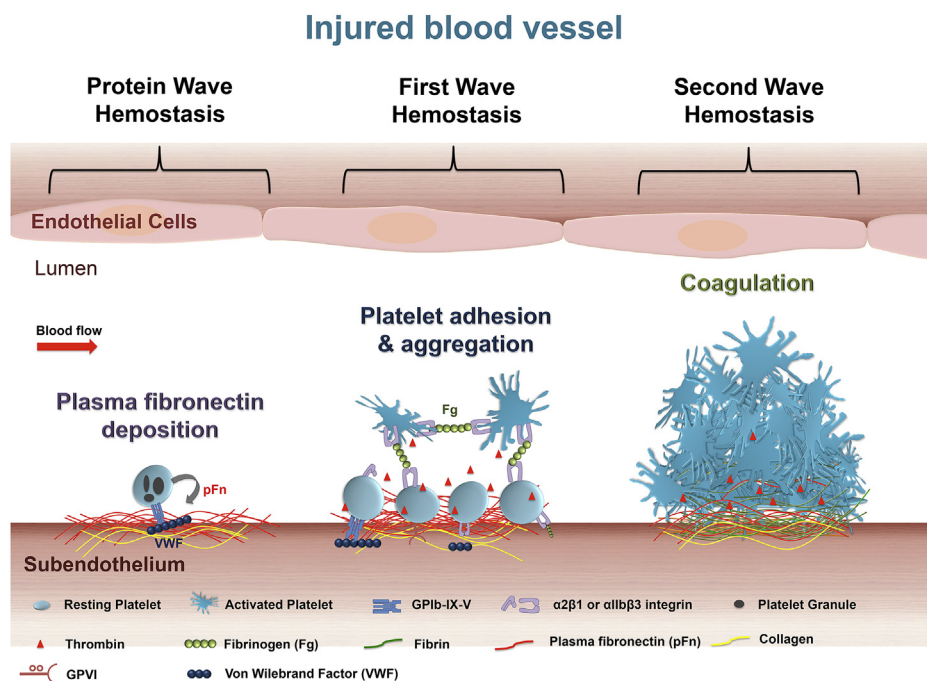 Injured blood vessel
Protein Wave
Hemostasis
First Wave
Hemostasis
Second Wave
Hemostasis
Endothelial Cells
Lumen
Coagulation
Blood flow
Platelet adhesion
& aggregation
Plasma fibronectin
deposition
Fg
pFn
VWF
Subendothelium
Resting Platelet
Activated Platelet
GPIb-IX-V
α2β1 or αIIbβ3 integrin
Platelet Granule
Thrombin
Fibrinogen (Fg)
Fibrin
Plasma fibronectin (pFn)
Collagen
GPVI
Von Wilebrand Factor (VWF)